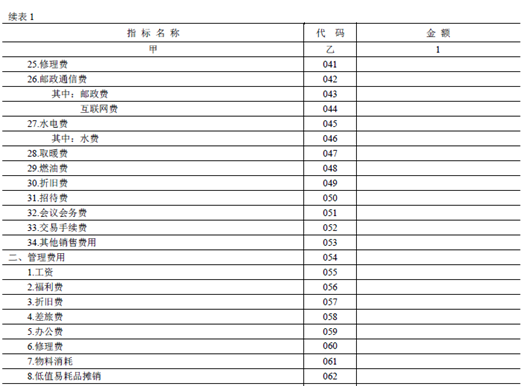 续表 1
指 标 名 称 代 码 金 额
甲 乙 1
25.修理费 041
26.邮政通信费 042
其中：邮政费 043
互联网费 044
27.水电费 045
其中：水费 046
28.取暖费 047
29.燃油费 048
30.折旧费 049
31.招待费 050
32.会议会务费 051
33.交易手续费 052
34.其他销售费用 053
二、管理费用 054
1.工资 055
2.福利费 056
3.折旧费 057
4.差旅费 058
5.办公费 059
6.修理费 060
7.物料消耗 061
8.低值易耗品摊销 062